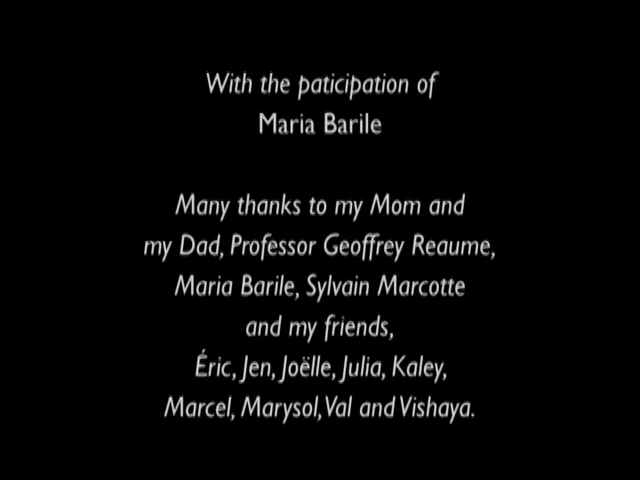 With the paticipation of
Maria Barile
Many thanks to my Mom and
my Dad, Professor Geoffrey Reaume,
Maria Barile, Sylvain Marcotte
and my friends,
Éric, Jen, Joëlle, Julia, Kaley,
Marcel, Marysol, Val and Vishaya.